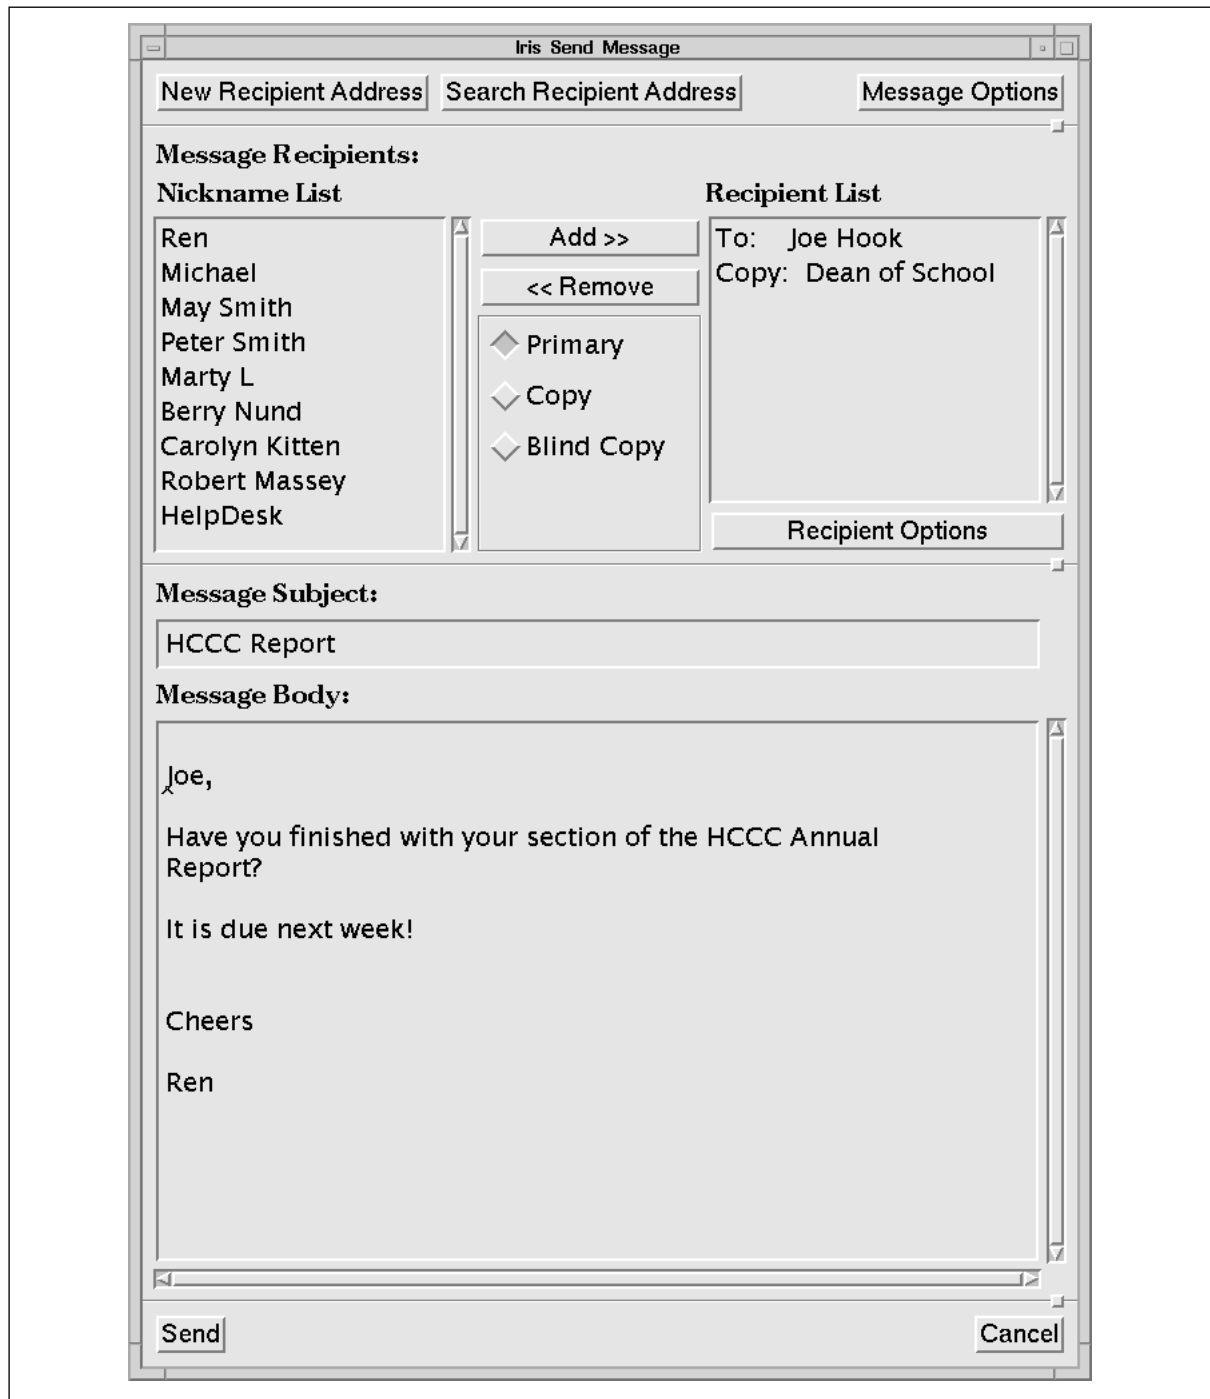 Iris Send Message
New Recipient Address Search Recipient Address Message Options
Message Recipients:
Nickname List
Ren
Michael
May Smith
Peter Smith
Marty L
Berry Nund
Carolyn Kitten
Robert Massey
HelpDesk
Add >>
<< Remove
Primary
Copy
Blind Copy
Recipient List
To: Joe Hook
Copy: Dean of School
Recipient Options
Message Subject:
HCCC Report
Message Body:
Joe,
Have you finished with your section of the HCCC Annual
Report?
It is due next week!
Cheers
Ren
Send Cancel